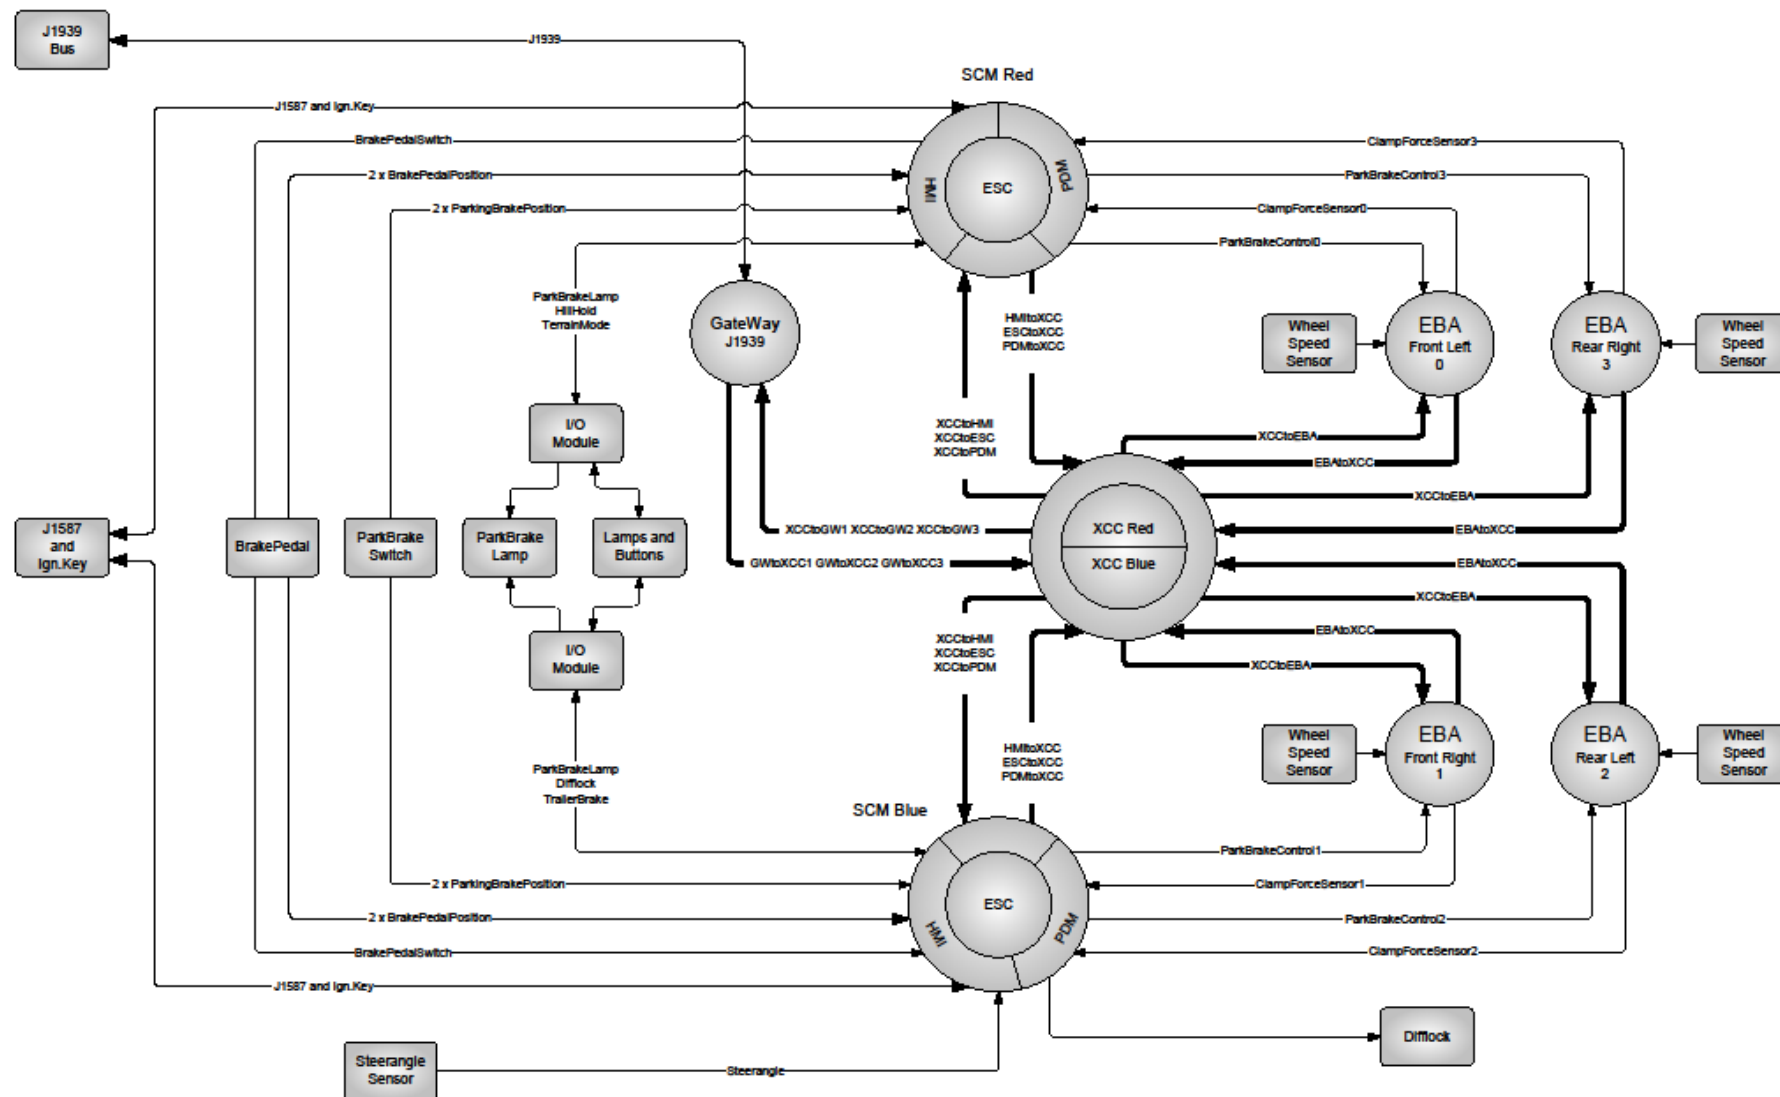 J1939
Bus
J1939
SCM Red
J1587 and Ign.Key
BrakePedalSwitch
2 x BrakePedalPosition
2 x ParkingBrakePosition
HMI
ESC
PDM
ClampForceSensor3
ParkBrakeControl3
ClampForceSensor0
ParkBrakeControl0
ParkBrakeLamp
HillHold
TerrainMode
GateWay
J1939
HMItoXCC
ESCtoXCC
PDMtoXCC
Wheel
Speed
Sensor
EBA
Front Left
0
EBA
Rear Right
3
Wheel
Speed
Sensor
I/O
Module
XCCtoHMI
XCCtoESC
XCCtoPDM
XCCtoEBA
EBAtoXCC
XCCtoEBA
J1587
and
Ign.Key
BrakePedal
ParkBrake
Switch
ParkBrake
Lamp
Lamps and
Buttons
XCCtoGW1 XCCtoGW2 XCCtoGW3
XCC Red
EBAtoXCC
GWtoXCC1 GWtoXCC2 GWtoXCC3
XCC Blue
EBAtoXCC
XCCtoEBA
I/O
Module
XCCtoHMI
XCCtoESC
XCCtoPDM
EBAtoXCC
XCCtoEBA
ParkBrakeLamp
Difflock
TrailerBrake
HMItoXCC
ESCtoXCC
PDMtoXCC
Wheel
Speed
Sensor
EBA
Front Right
1
EBA
Rear Left
2
Wheel
Speed
Sensor
SCM Blue
ParkBrakeControl1
2 x ParkingBrakePosition
ClampForceSensor1
ESC
2 x BrakePedalPosition
HMI
PDM
ParkBrakeControl2
BrakePedalSwitch
ClampForceSensor2
J1587 and Ign.Key
Difflock
Steerangle
Sensor
Steerangle